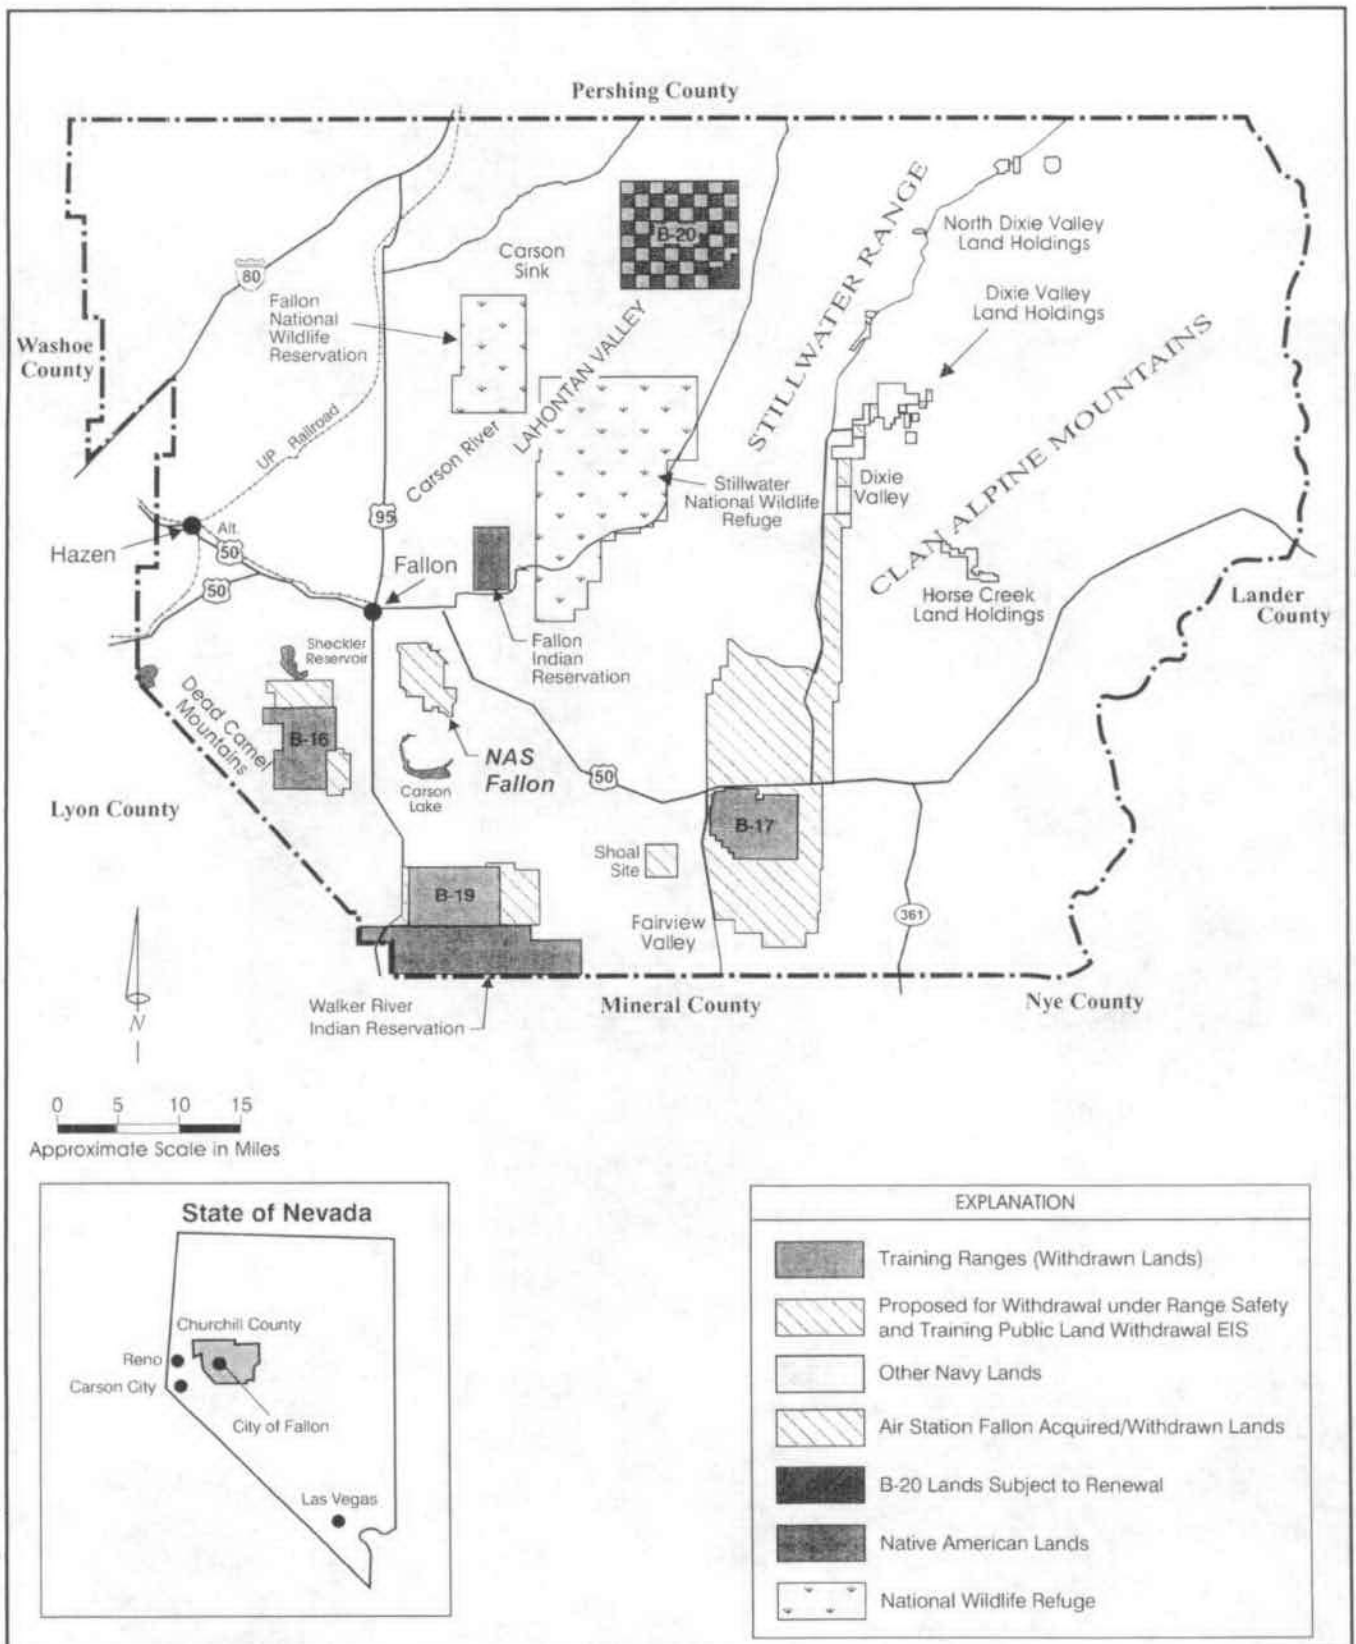 Pershing County
80
Carson
Sink
B-20
STILLWATER RANGE
North Dixie Valley
Land Holdings
Dixie Valley
Land Holdings
Fallon
National
Wildlife
Reservation
Washoe
County
LAHONTAN VALLEY
CLAN ALPINE MOUNTAINS
UP Railroad
Carson River
Stillwater
National Wildlife
Refuge
Dixie
Valley
95
Hazen
Alt.
50
50
Fallon
Horse Creek
Land Holdings
Lander
County
Sheckler
Reservoir
Fallon
Indian
Reservation
Dead Camel
Mountains
B-16
NAS
Fallon
Carson
Lake
50
Lyon County
B-17
Shoal
Site
B-19
Fairview
Valley
361
Walker River
Indian Reservation
Mineral County
Nye County
N
0 5 10 15
Approximate Scale in Miles
State of Nevada
Churchill County
Reno
Carson City
City of Fallon
Las Vegas
EXPLANATION
Training Ranges (Withdrawn Lands)
Proposed for Withdrawal under Range Safety
and Training Public Land Withdrawal EIS
Other Navy Lands
Air Station Fallon Acquired/Withdrawn Lands
B-20 Lands Subject to Renewal
Native American Lands
National Wildlife Refuge